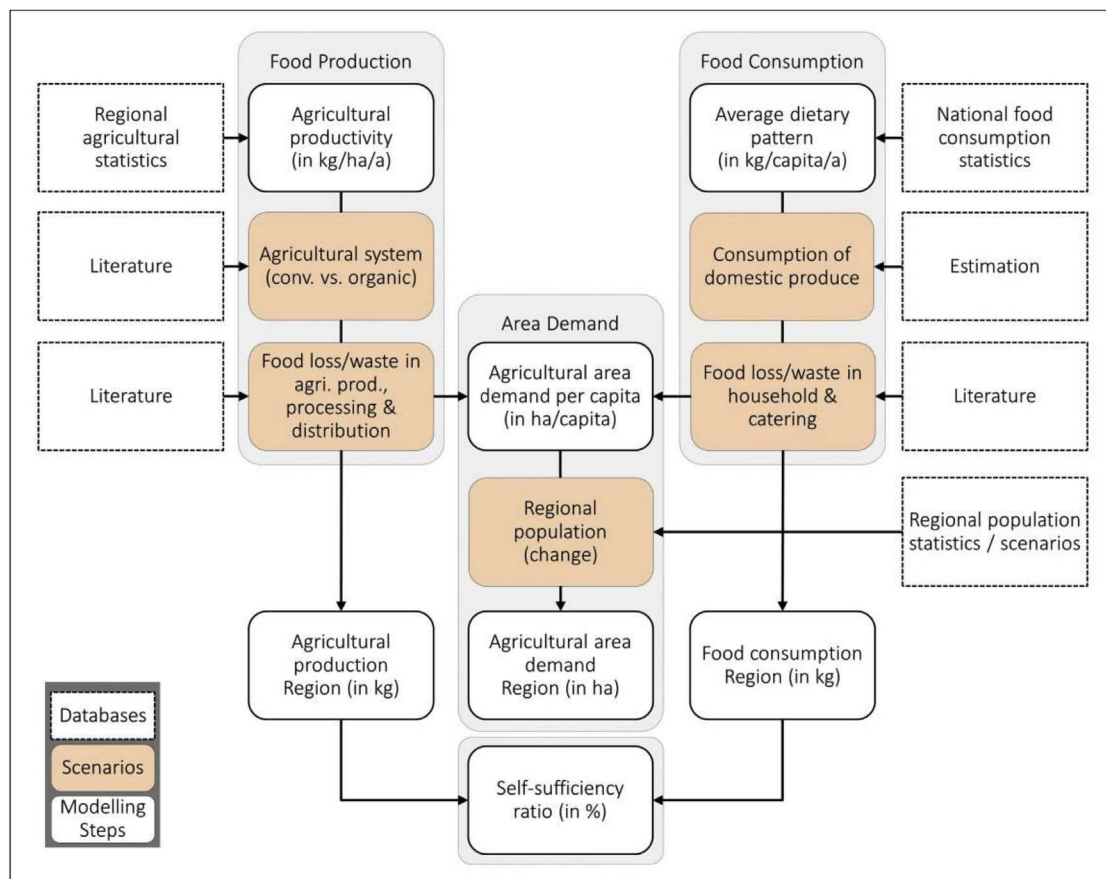 Food Production
Food Consumption
Regional
agricultural
statistics
Agricultural
productivity
(in kg/ha/a)
Average dietary
pattern
(in kg/capita/a)
National food
consumption
statistics
Literature
Agricultural system
(conv. vs. organic)
Consumption of
domestic produce
Estimation
Area Demand
Literature
Food loss/waste in
agri. prod.,
processing &
distribution
Agricultural area
demand per capita
(in ha/capita)
Food loss/waste in
household &
catering
Literature
Regional
population
(change)
Regional population
statistics / scenarios
Agricultural
production
Region (in kg)
Agricultural area
demand
Region (in ha)
Food consumption
Region (in kg)
Databases
Scenarios
Modelling
Steps
Self-sufficiency
ratio (in %)